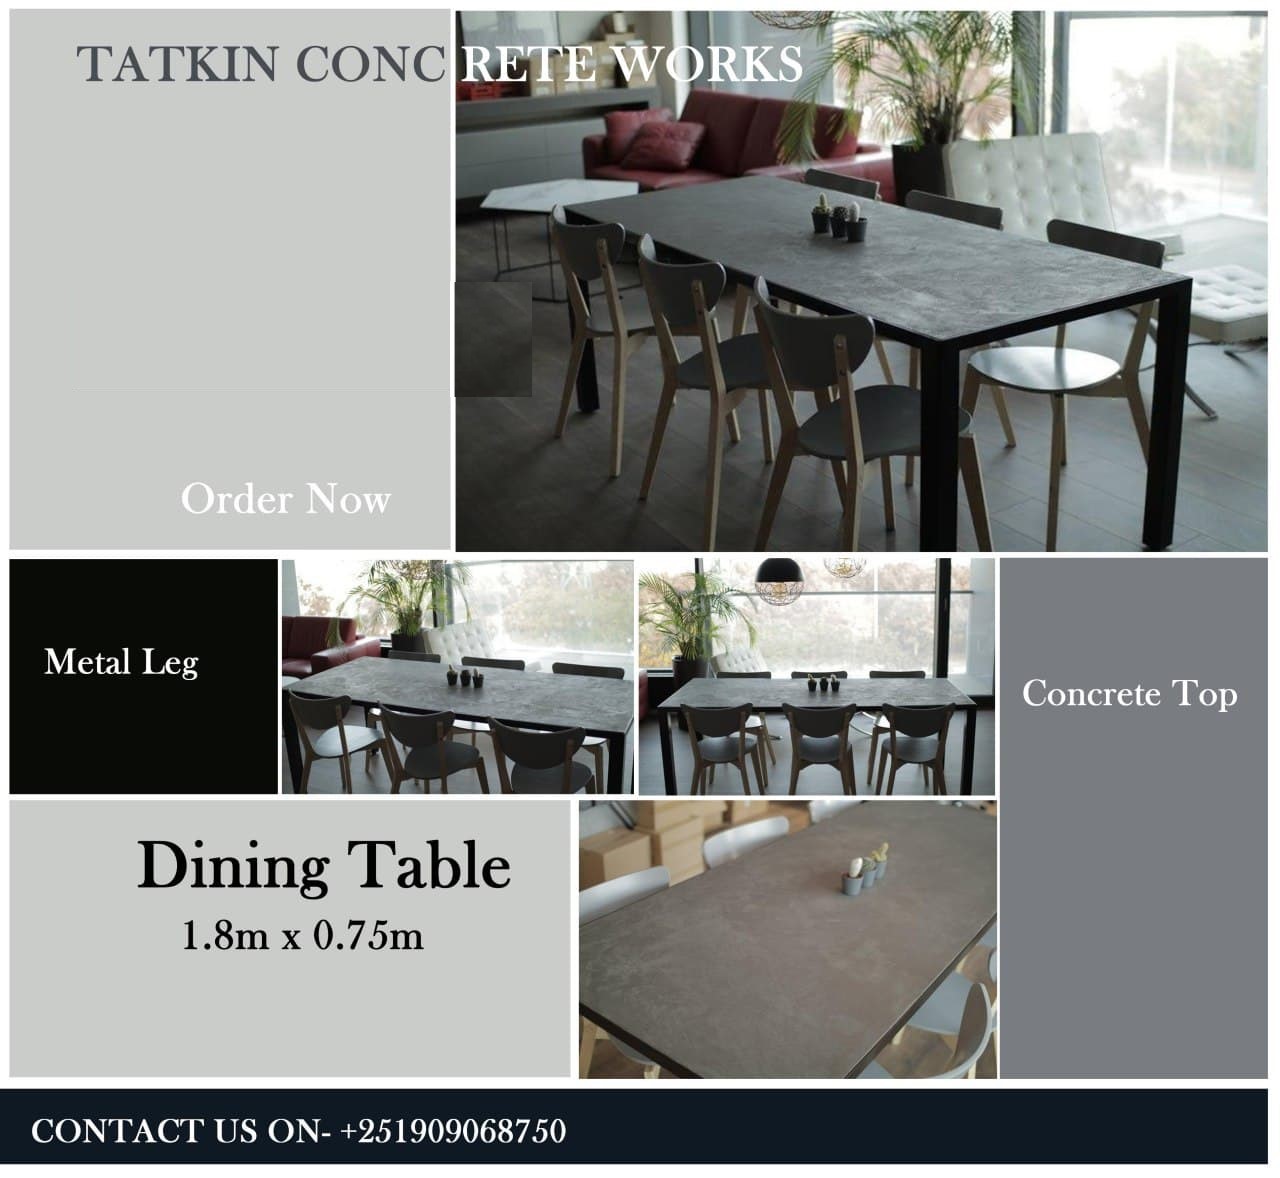 TATKIN CONCRETE WORKS
Order Now
Metal Leg
Concrete Top
Dining Table
1.8m x 0.75m
CONTACT US ON- +251909068750